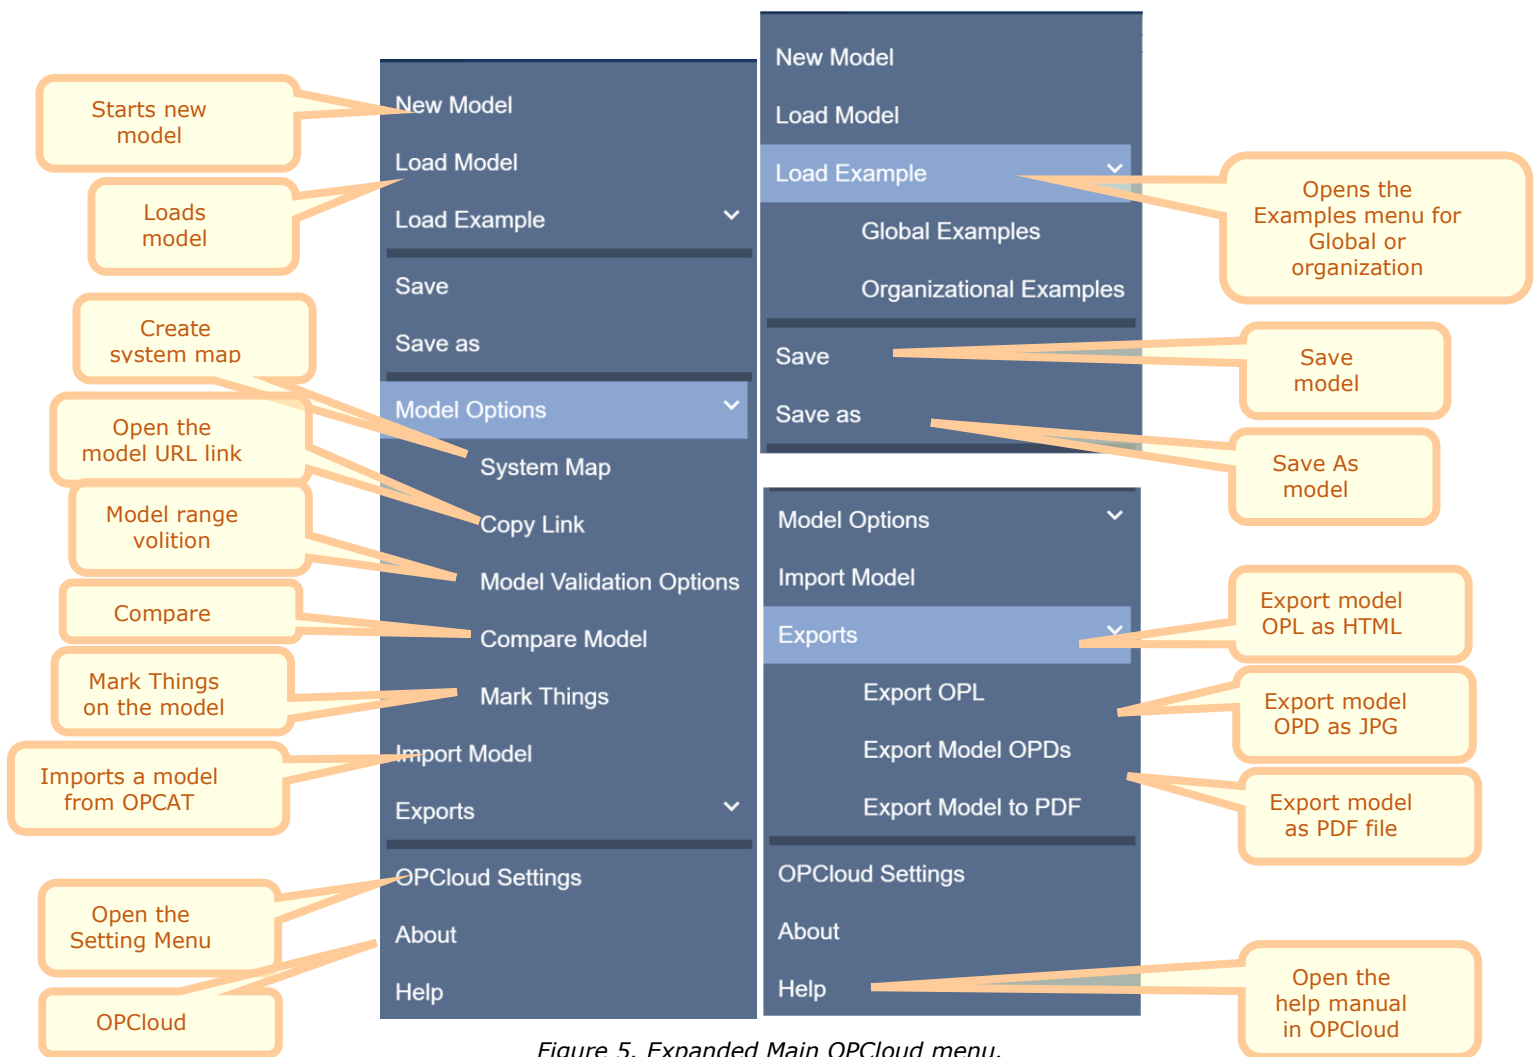 Starts new
model
Loads
model
Create
system map
Open the
model URL link
Model range
volition
Compare
Mark Things
on the model
Imports a model
from OPCAT
Open the
Setting Menu
OPCloud
New Model
Load Model
Load Example
Save
Save as
Model Options
System Map
Copy Link
Model Validation Options
Compare Model
Mark Things
Import Model
Exports
OPCloud Settings
About
Help
New Model
Load Model
Load Example
Global Examples
Organizational Examples
Save
Save as
Model Options
Import Model
Exports
Export OPL
Export Model OPDs
Export Model to PDF
OPCloud Settings
About
Help
Opens the
Examples menu for
Global or
organization
Save
model
Save As
model
Export model
OPL as HTML
Export model
OPD as JPG
Export model
as PDF file
Open the
help manual
in OPCloud
Figure 5. Expanded Main OPCloud menu.